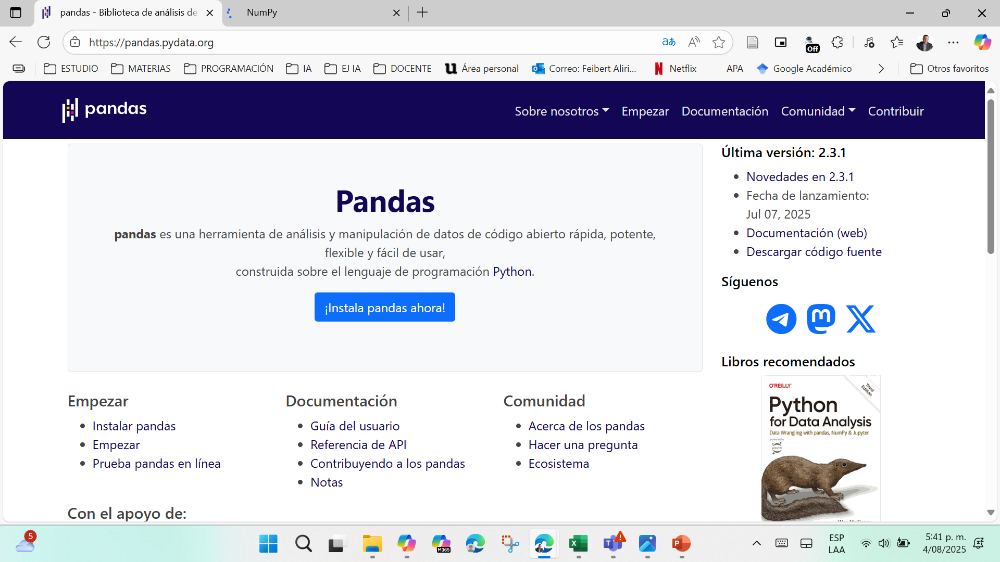 pandas - Biblioteca de análisis de
NumPy
https://pandas.pydata.org
Off
ESTUDIO
MATERIAS
PROGRAMACIÓN
IA
EJ IA
DOCENTE
Área personal
Correo: Feibert Aliri...
Netflix
APA
Google Académico
Otros favoritos
pandas
Sobre nosotros
Empezar
Documentación
Comunidad
Contribuir
Pandas
pandas es una herramienta de análisis y manipulación de datos de código abierto rápida, potente,
flexible y fácil de usar,
construida sobre el lenguaje de programación Python.
¡Instala pandas ahora!
Última versión: 2.3.1
Novedades en 2.3.1
Fecha de lanzamiento:
Jul 07, 2025
Documentación (web)
Descargar código fuente
Síguenos
Libros recomendados
O'REILLY
Third
Edition
Python
for Data Analysis
Data Wrangling with pandas, NumPy & Jupyter
powered by
jupyter
Empezar
Instalar pandas
Empezar
Prueba pandas en línea
Documentación
Guía del usuario
Referencia de API
Contribuyendo a los pandas
Notas
Comunidad
Acerca de los pandas
Hacer una pregunta
Ecosistema
Con el apoyo de:
5
M365
ESP
LAA
5:41 p. m.
4/08/2025